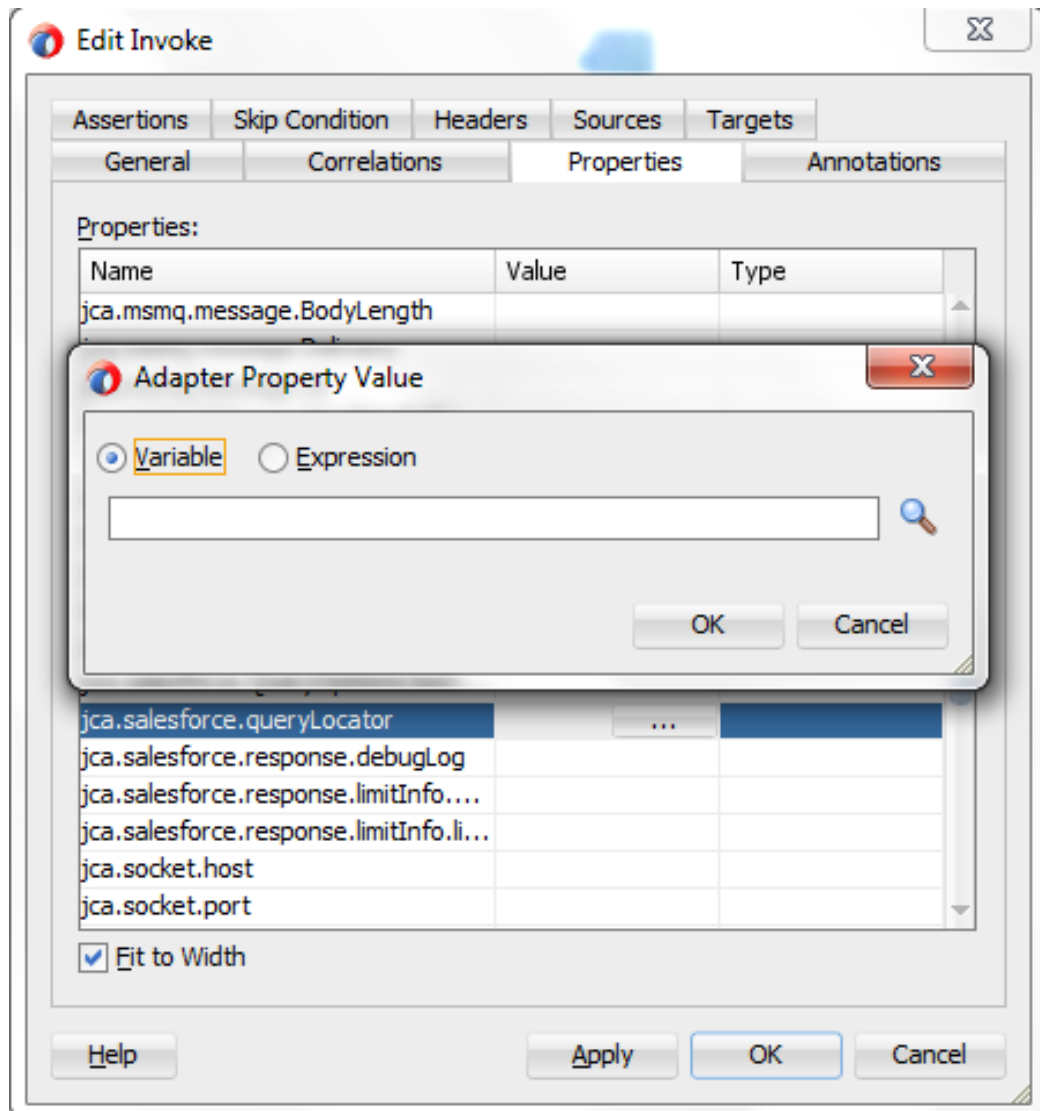 Edit Invoke
Assertions Skip Condition Headers Sources Targets
General Correlations Properties Annotations
Properties:
Name Value Type
jca.msmq.message.BodyLength
Adapter Property Value
Variable Expression
OK Cancel
jca.salesforce.queryLocator ...
jca.salesforce.response.debugLog
jca.salesforce.response.limitInfo....
jca.salesforce.response.limitInfo.li...
jca.socket.host
jca.socket.port
Fit to Width
Help Apply OK Cancel